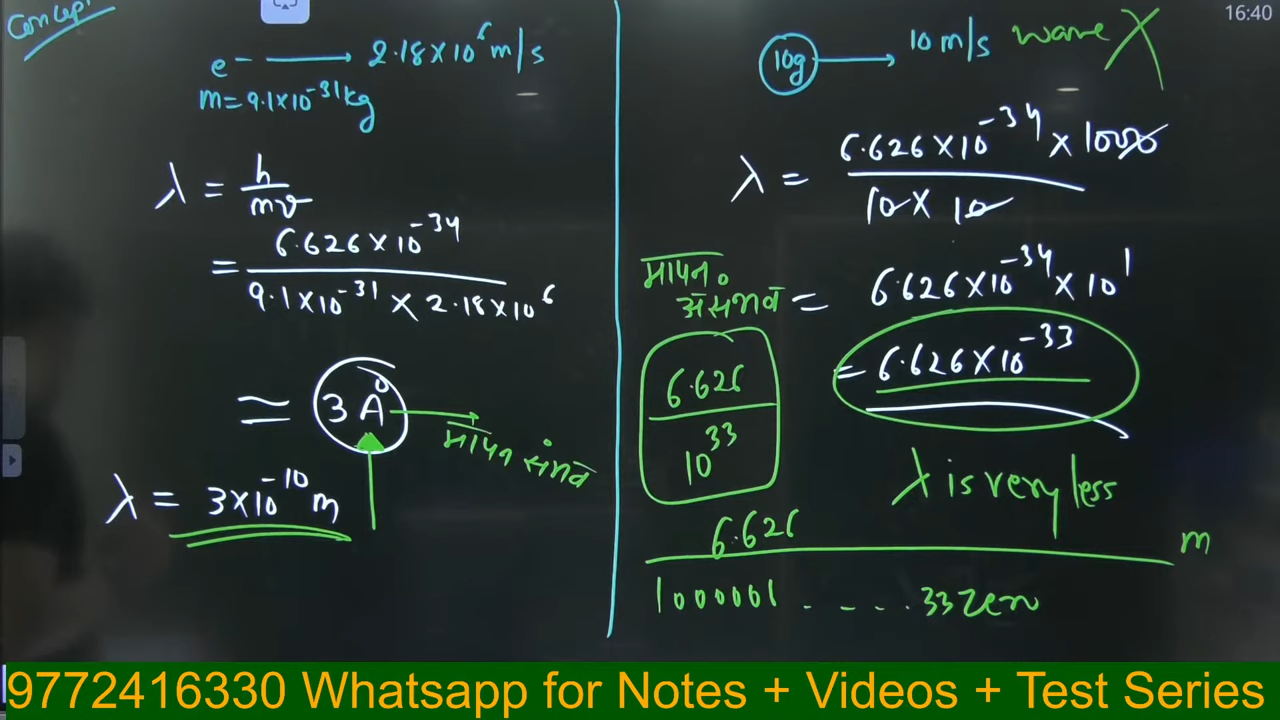 Concept
16:40
e- → 2.18×10⁶ m/s
m=9.1×10⁻³¹kg
λ = h/mv
= 6.626×10⁻³⁴
9.1×10⁻³¹ × 2.18×10⁶
≈ 3 A° → मापन संभव
λ = 3×10⁻¹⁰ m
10g → 10 m/s wave X
λ = 6.626×10⁻³⁴ × 1000
10 × 10
= 6.626×10⁻³⁴ × 10¹
= 6.626×10⁻³³
मापन
असंभव
6.626
10³³
λ is very less
6.626 m
1000001 . - - . . . 33 zero
9772416330 Whatsapp for Notes + Videos + Test Series